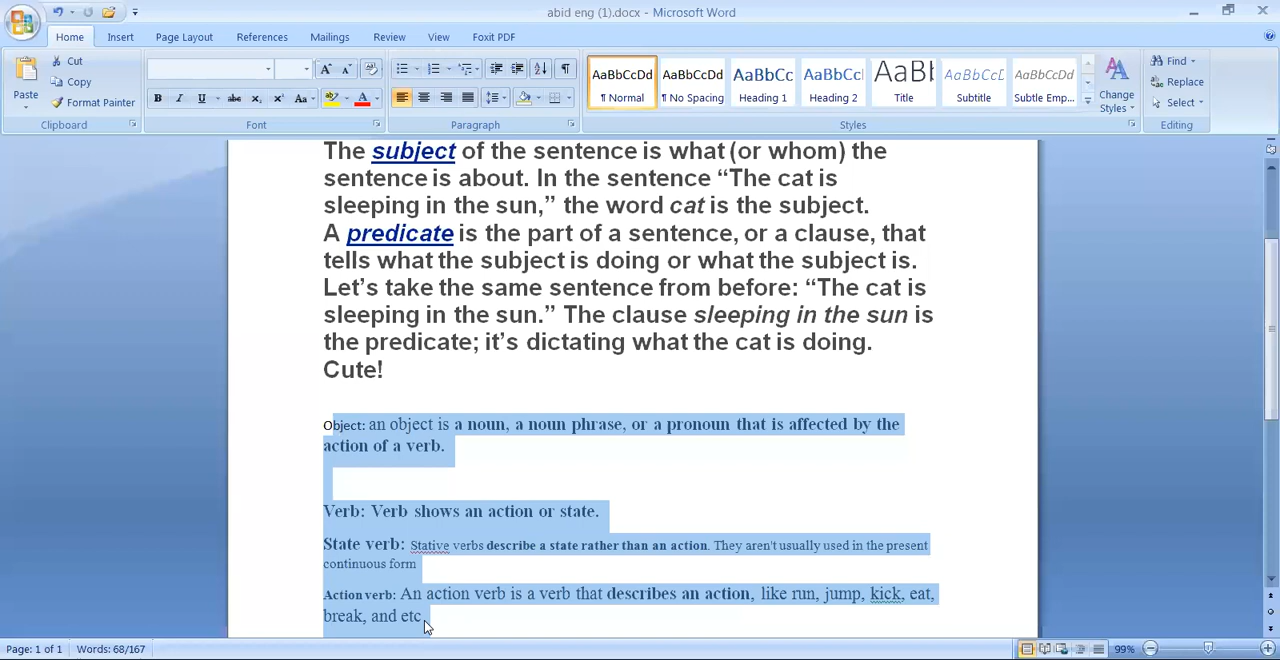 abid eng (1).docx - Microsoft Word
Home Insert Page Layout References Mailings Review View Foxit PDF
Paste
Cut
Copy
Format Painter
Clipboard
B I U abc x₂ x² Aa A
Font
Paragraph
AaBbCcDd AaBbCcDd AaBbCc AaBbCc AaB AaBbCcL AaBbCcDd
¶ Normal ¶ No Spacing Heading 1 Heading 2 Title Subtitle Subtle Emp...
Styles
Change Styles
Find
Replace
Select
Editing
The subject of the sentence is what (or whom) the
sentence is about. In the sentence “The cat is
sleeping in the sun,” the word cat is the subject.
A predicate is the part of a sentence, or a clause, that
tells what the subject is doing or what the subject is.
Let’s take the same sentence from before: “The cat is
sleeping in the sun.” The clause sleeping in the sun is
the predicate; it’s dictating what the cat is doing.
Cute!
Object: an object is a noun, a noun phrase, or a pronoun that is affected by the
action of a verb.
Verb: Verb shows an action or state.
State verb: Stative verbs describe a state rather than an action. They aren’t usually used in the present
continuous form
Action verb: An action verb is a verb that describes an action, like run, jump, kick, eat,
break, and etc.
Page: 1 of 1 Words: 68/167 99%